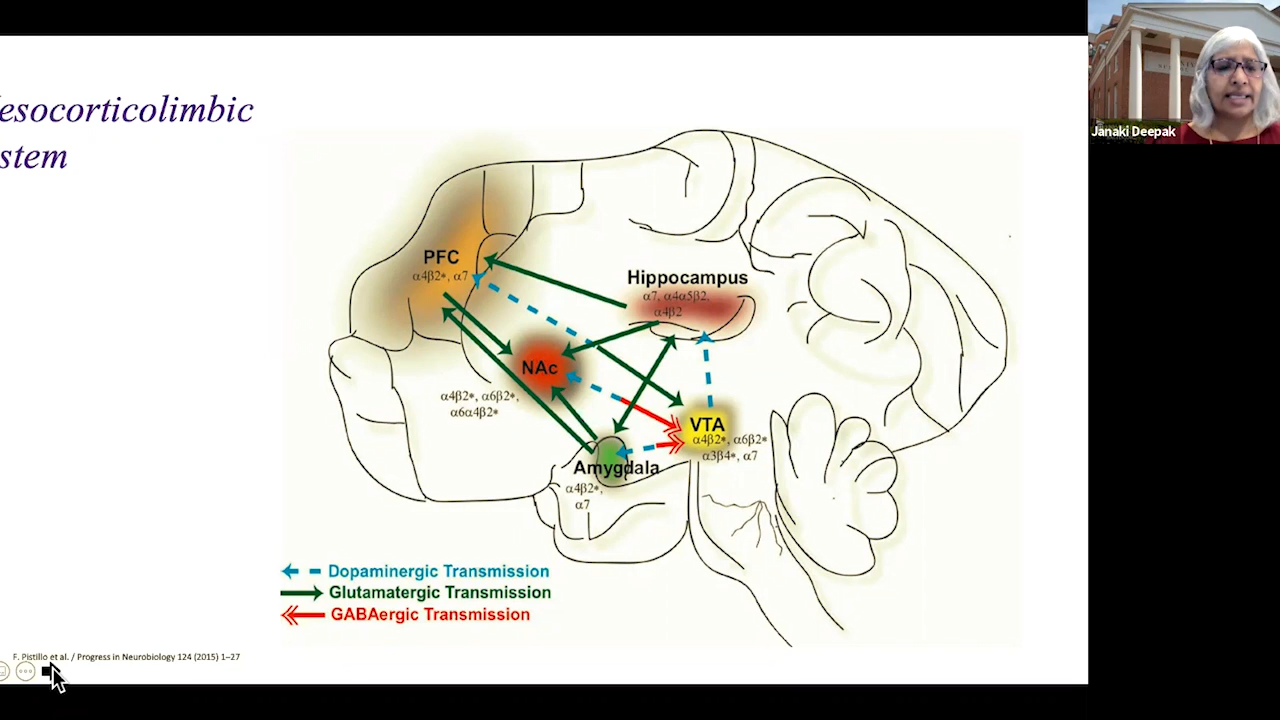 esocorticolimbic
stem
Janaki Deepak
PFC
α4β2*, α7
Hippocampus
α7, α4α5β2,
α4β2
NAc
α4β2*, α6β2*,
α6α4β2*
VTA
α4β2*, α6β2*
α3β4*, α7
Amygdala
α4β2*,
α7
Dopaminergic Transmission
Glutamatergic Transmission
GABAergic Transmission
F. Pistillo et al. / Progress in Neurobiology 124 (2015) 1–27